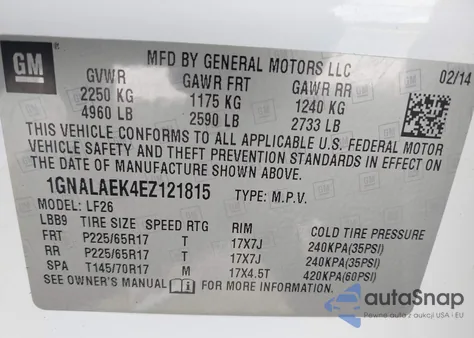 GM
MFD BY GENERAL MOTORS LLC
02/14
GVWR GAWR FRT GAWR RR
2250 KG 1175 KG 1240 KG
4960 LB 2590 LB 2733 LB
THIS VEHICLE CONFORMS TO ALL APPLICABLE U.S. FEDERAL MOTOR
VEHICLE SAFETY AND THEFT PREVENTION STANDARDS IN EFFECT ON
THE DATE OF MANUFACTURE SHOWN ABOVE.
1GNALAEK4EZ121815 TYPE: M.P.V.
MODEL: LF26
LBB9 TIRE SIZE SPEED RTG RIM COLD TIRE PRESSURE
FRT P225/65R17 T 17X7J 240KPA(35PSI)
RR P225/65R17 T 17X7J 240KPA(35PSI)
SPA T145/70R17 M 17X4.5T 420KPA(60PSI)
SEE OWNER'S MANUAL FOR MORE INFORMATION
autoSnap
Pewne aukcje z USA i EU